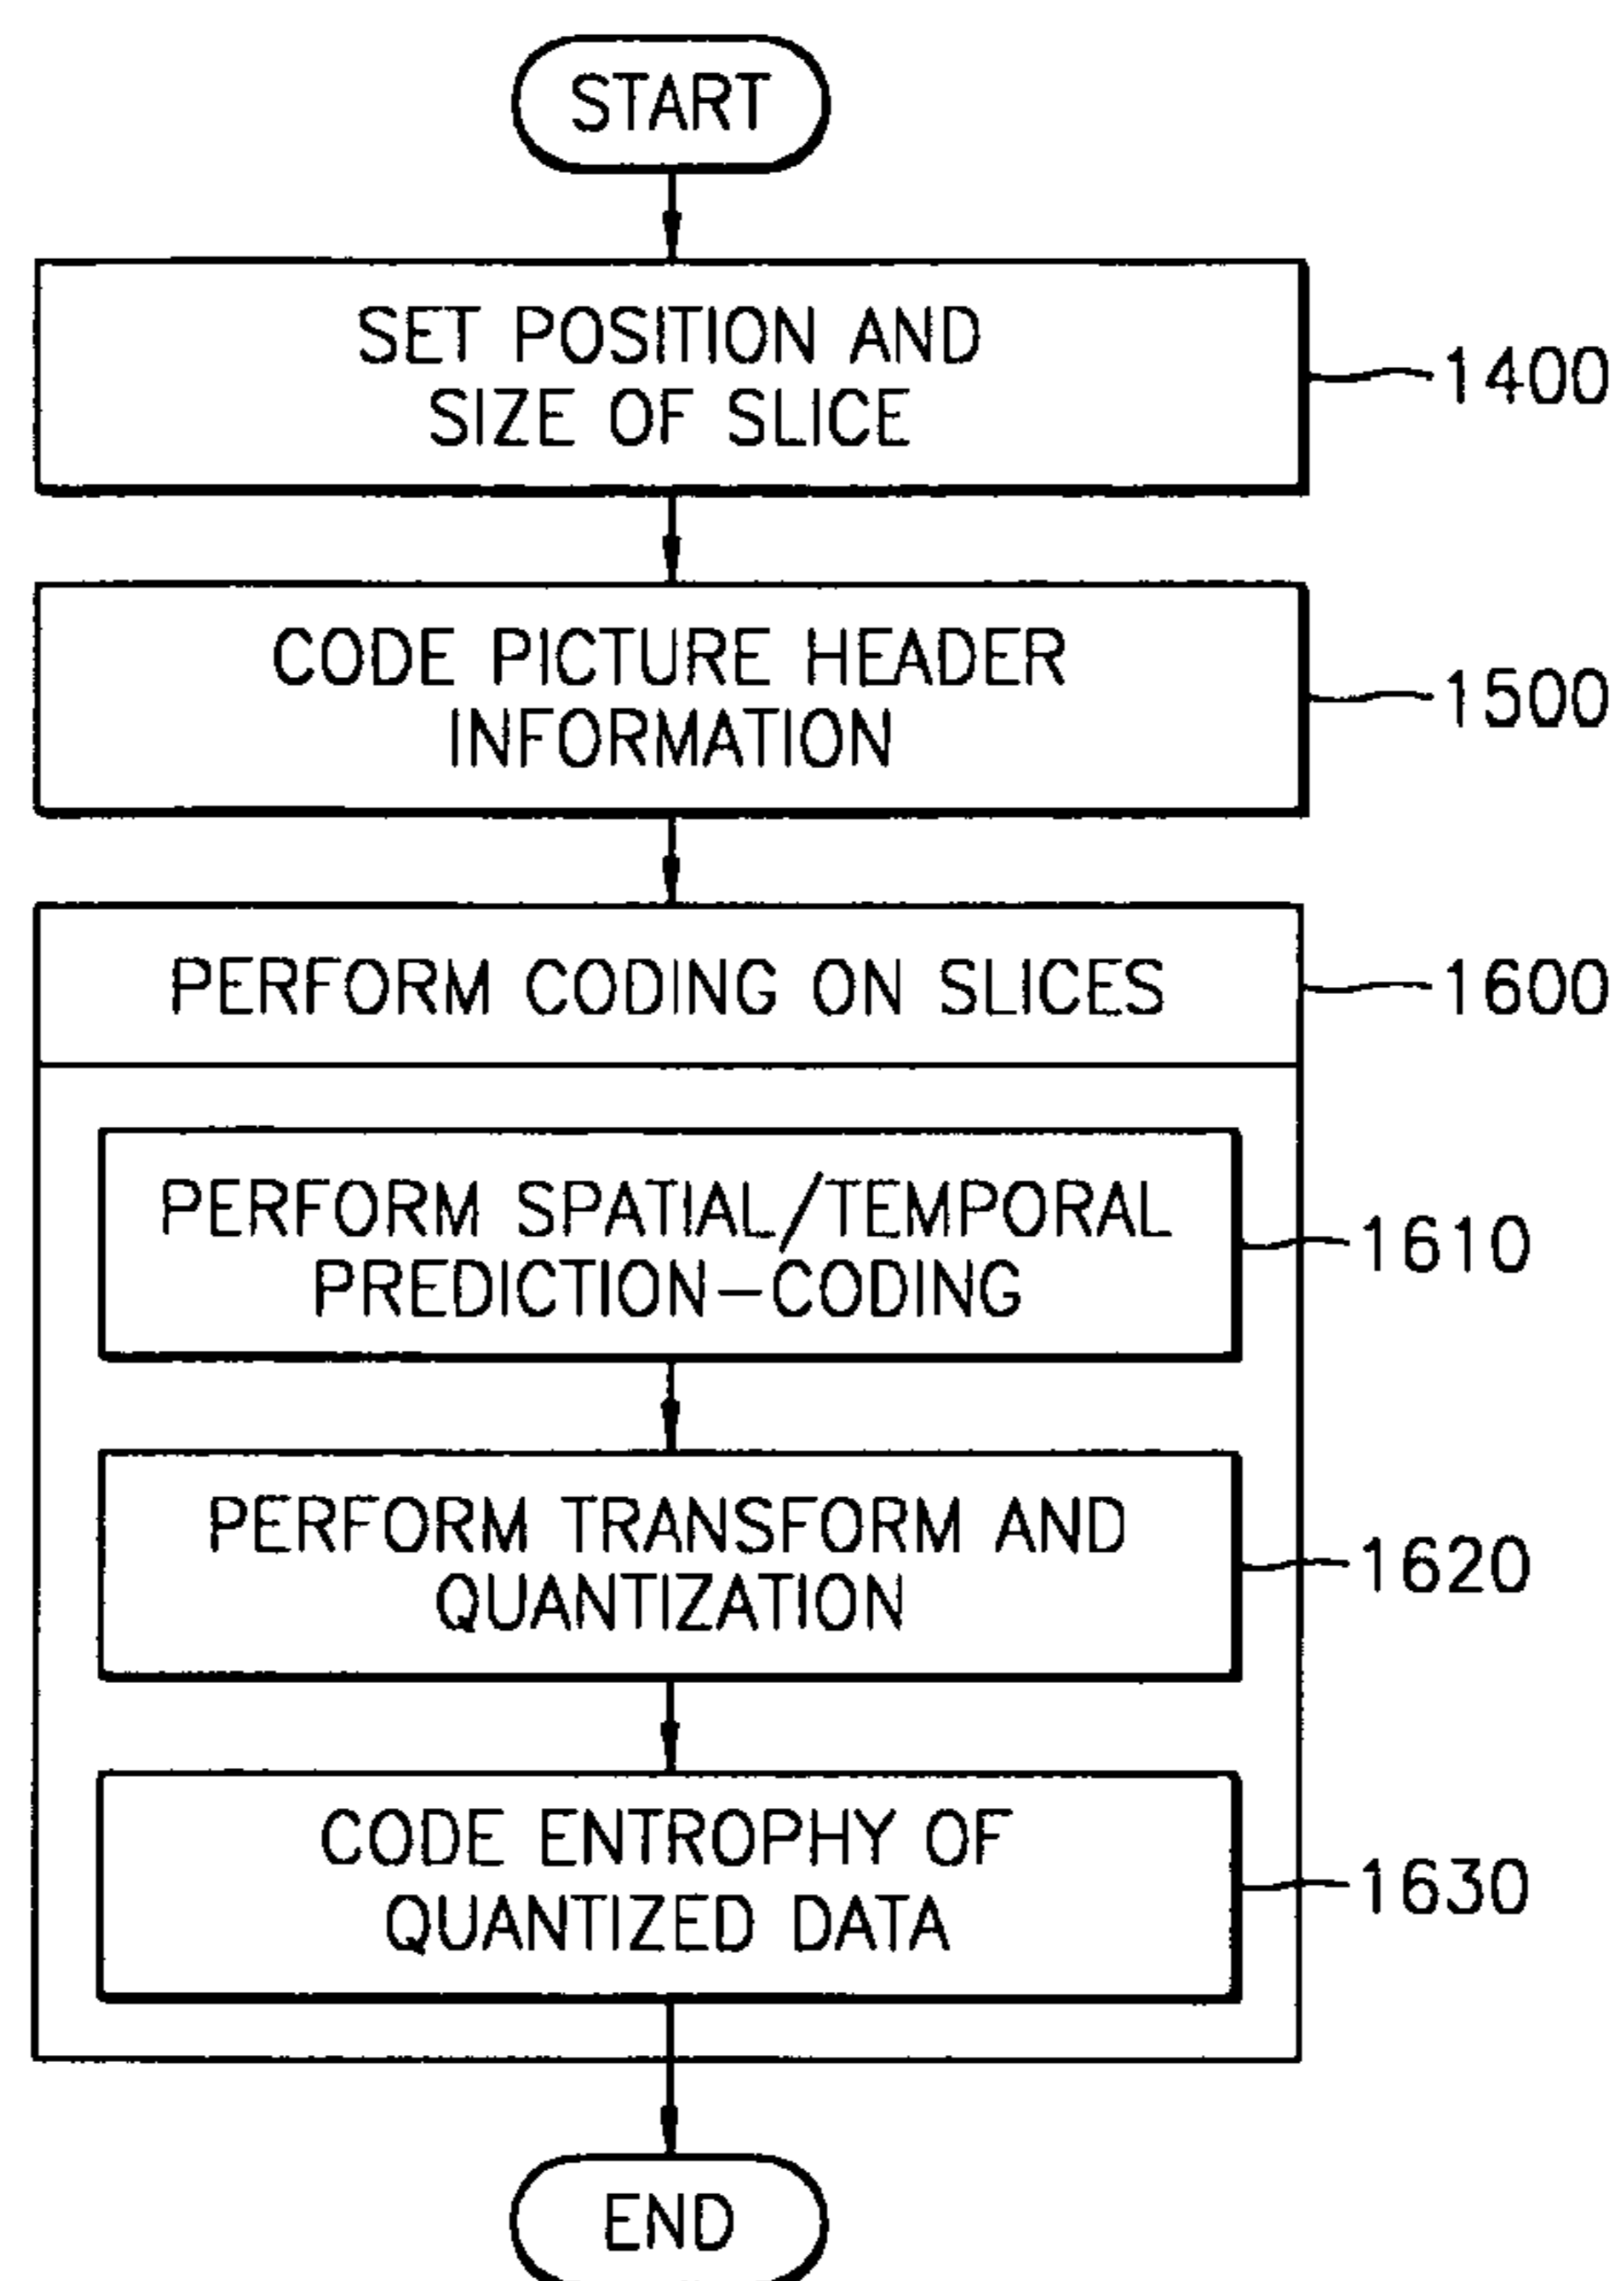 START
SET POSITION AND
SIZE OF SLICE
1400
CODE PICTURE HEADER
INFORMATION
1500
PERFORM CODING ON SLICES
1600
PERFORM SPATIAL/TEMPORAL
PREDICTION-CODING
1610
PERFORM TRANSFORM AND
QUANTIZATION
1620
CODE ENTROPHY OF
QUANTIZED DATA
1630
END